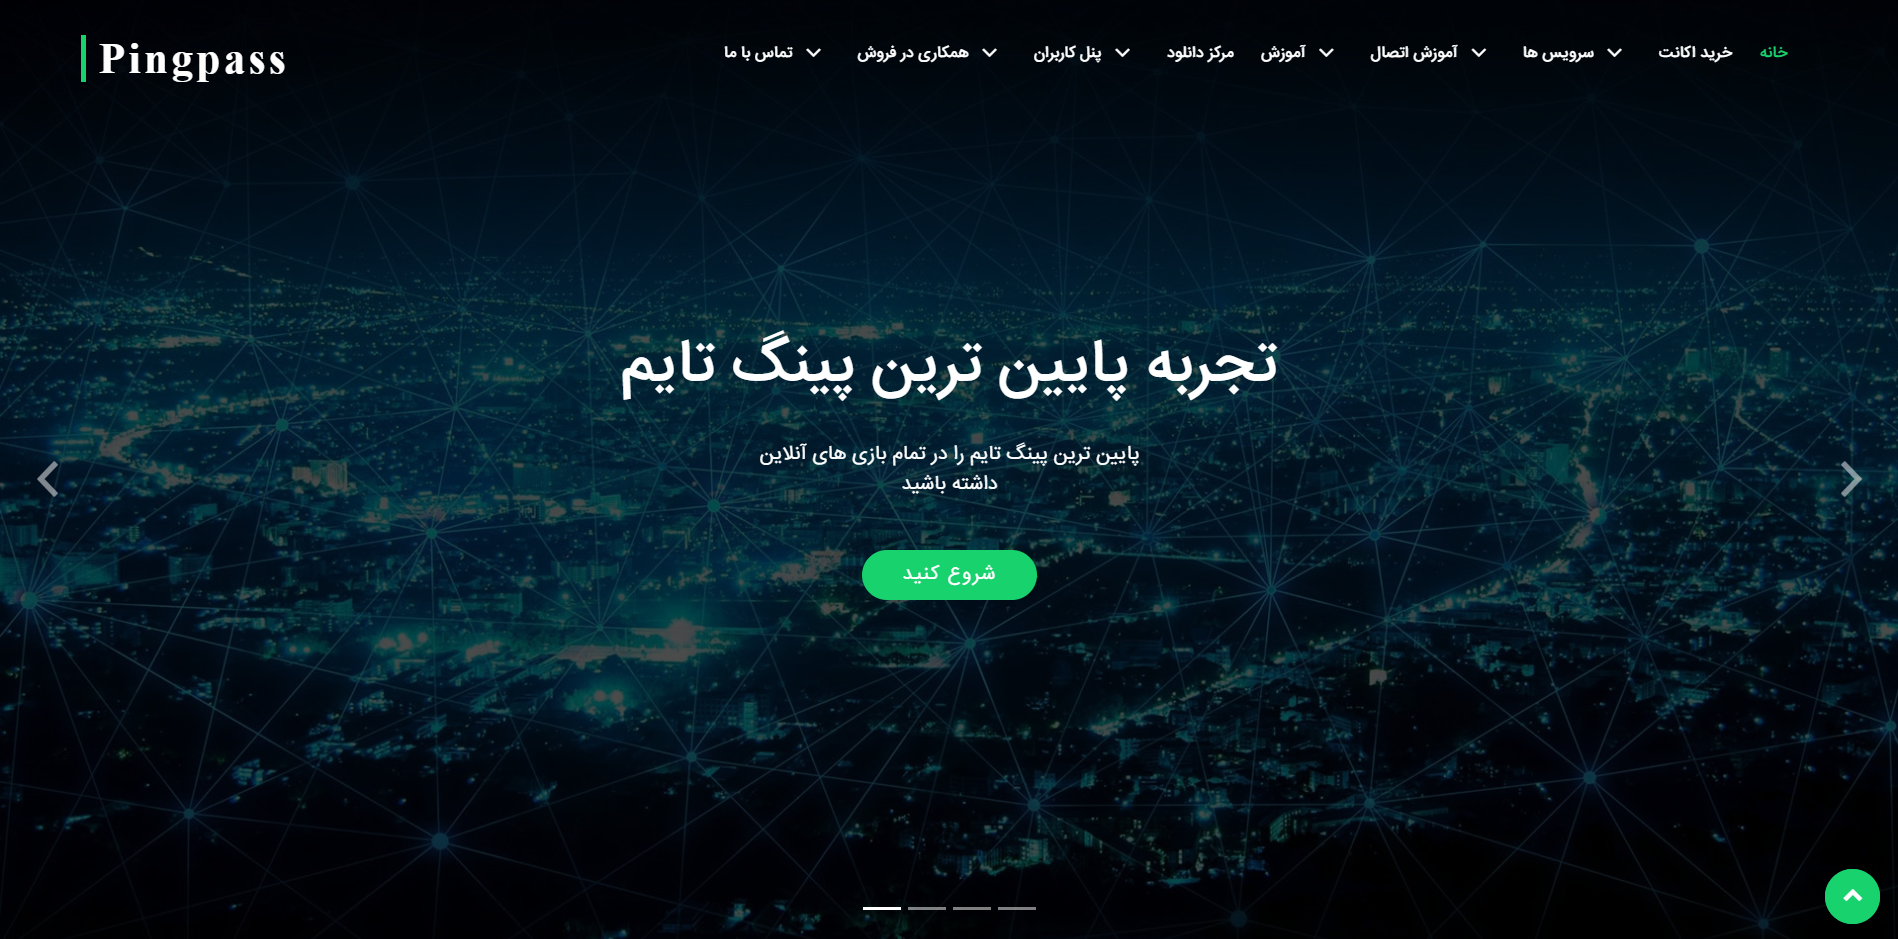 Pingpass
خانه
خرید اکانت
سرویس ها
آموزش اتصال
آموزش
مرکز دانلود
پنل کاربران
همکاری در فروش
تماس با ما
تجربه پایین ترین پینگ تایم
پایین ترین پینگ تایم را در تمام بازی های آنلاین
داشته باشید
شروع کنید